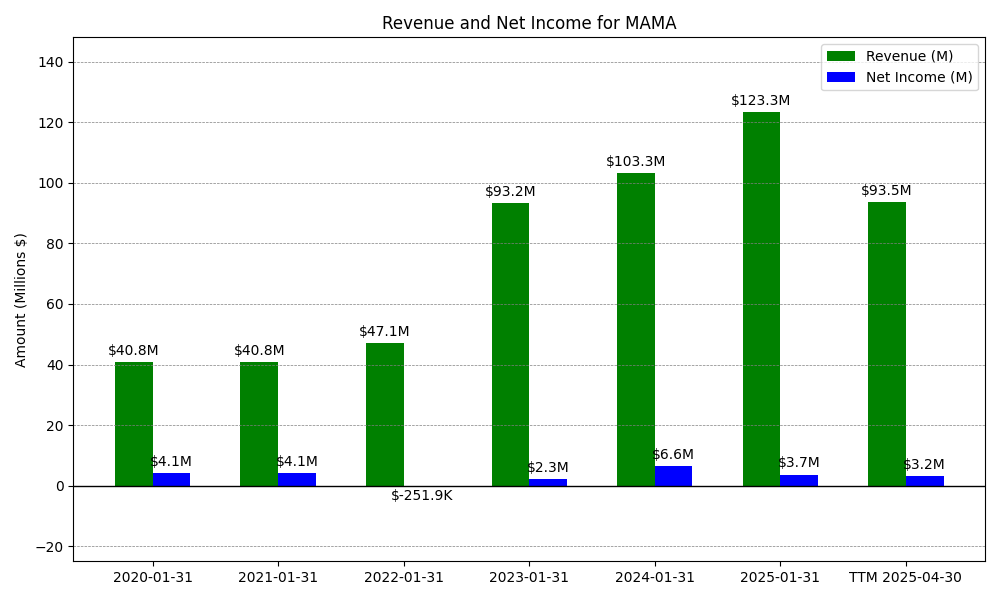 Revenue and Net Income for MAMA
Revenue (M)
Net Income (M)
Amount (Millions $)
140
120
100
80
60
40
20
0
−20
$40.8M
$4.1M
$40.8M
$4.1M
$47.1M
$-251.9K
$93.2M
$2.3M
$103.3M
$6.6M
$123.3M
$3.7M
$93.5M
$3.2M
2020-01-31
2021-01-31
2022-01-31
2023-01-31
2024-01-31
2025-01-31
TTM 2025-04-30